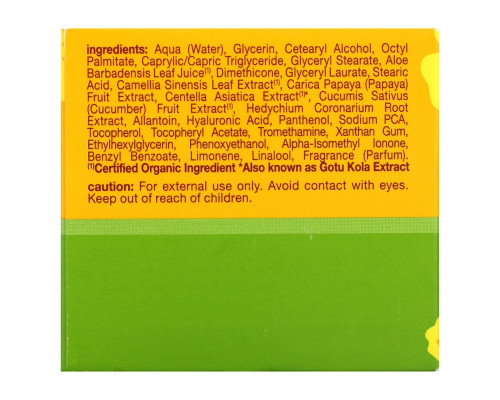 ingredients: Aqua (Water), Glycerin, Cetearyl Alcohol, Octyl
Palmitate, Caprylic/Capric Triglyceride, Glyceryl Stearate, Aloe
Barbadensis Leaf Juice⁽¹⁾, Dimethicone, Glyceryl Laurate, Stearic
Acid, Camellia Sinensis Leaf Extract⁽¹⁾, Carica Papaya (Papaya)
Fruit Extract, Centella Asiatica Extract⁽¹⁾*, Cucumis Sativus
(Cucumber) Fruit Extract⁽¹⁾, Hedychium Coronarium Root
Extract, Allantoin, Hyaluronic Acid, Panthenol, Sodium PCA,
Tocopherol, Tocopheryl Acetate, Tromethamine, Xanthan Gum,
Ethylhexylglycerin, Phenoxyethanol, Alpha-Isomethyl Ionone,
Benzyl Benzoate, Limonene, Linalool, Fragrance (Parfum).
⁽¹⁾Certified Organic Ingredient *Also known as Gotu Kola Extract
caution: For external use only. Avoid contact with eyes.
Keep out of reach of children.